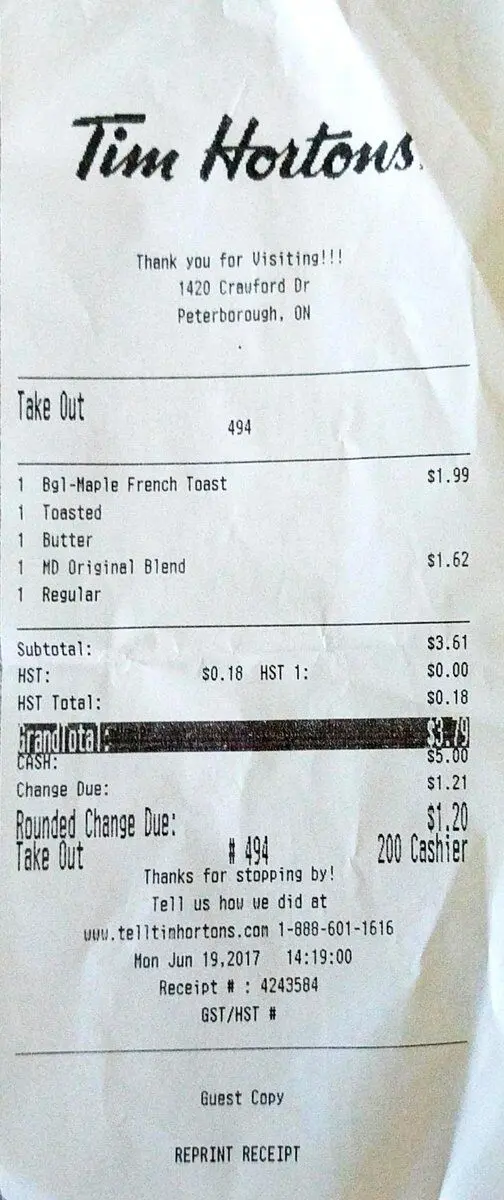 Tim Hortons.
Thank you for Visiting!!!
1420 Crawford Dr
Peterborough, ON
Take Out
494
1 Bgl-Maple French Toast $1.99
1 Toasted
1 Butter
1 MD Original Blend $1.62
1 Regular
Subtotal: $3.61
HST: $0.18 HST 1: $0.00
HST Total: $0.18
GrandTotal: $3.79
CASH: $5.00
Change Due: $1.21
Rounded Change Due: $1.20
Take Out # 494 200 Cashier
Thanks for stopping by!
Tell us how we did at
www.telltimhortons.com 1-888-601-1616
Mon Jun 19,2017 14:19:00
Receipt # : 4243584
GST/HST #
Guest Copy
REPRINT RECEIPT